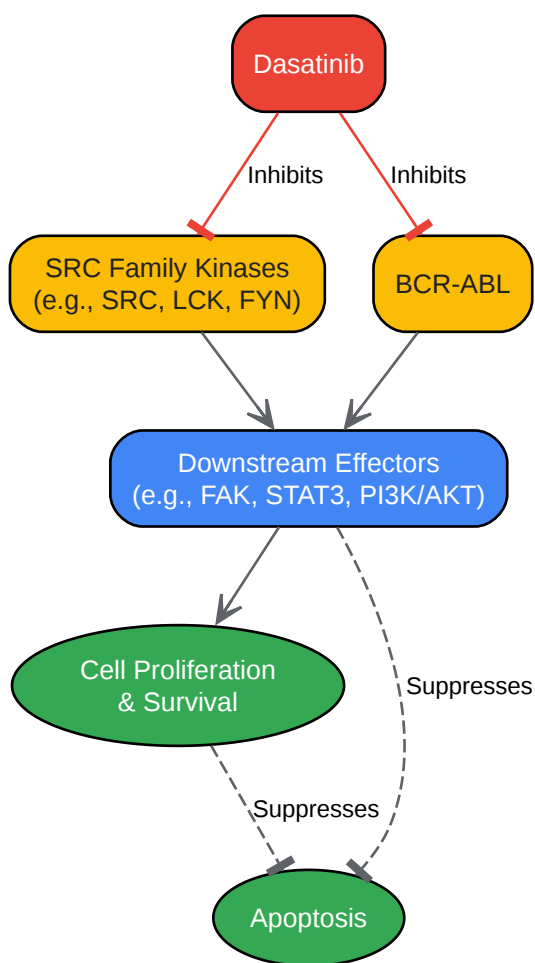 Dasatinib
Inhibits
Inhibits
SRC Family Kinases
(e.g., SRC, LCK, FYN)
BCR-ABL
Downstream Effectors
(e.g., FAK, STAT3, PI3K/AKT)
Cell Proliferation
& Survival
Suppresses
Suppresses
Apoptosis